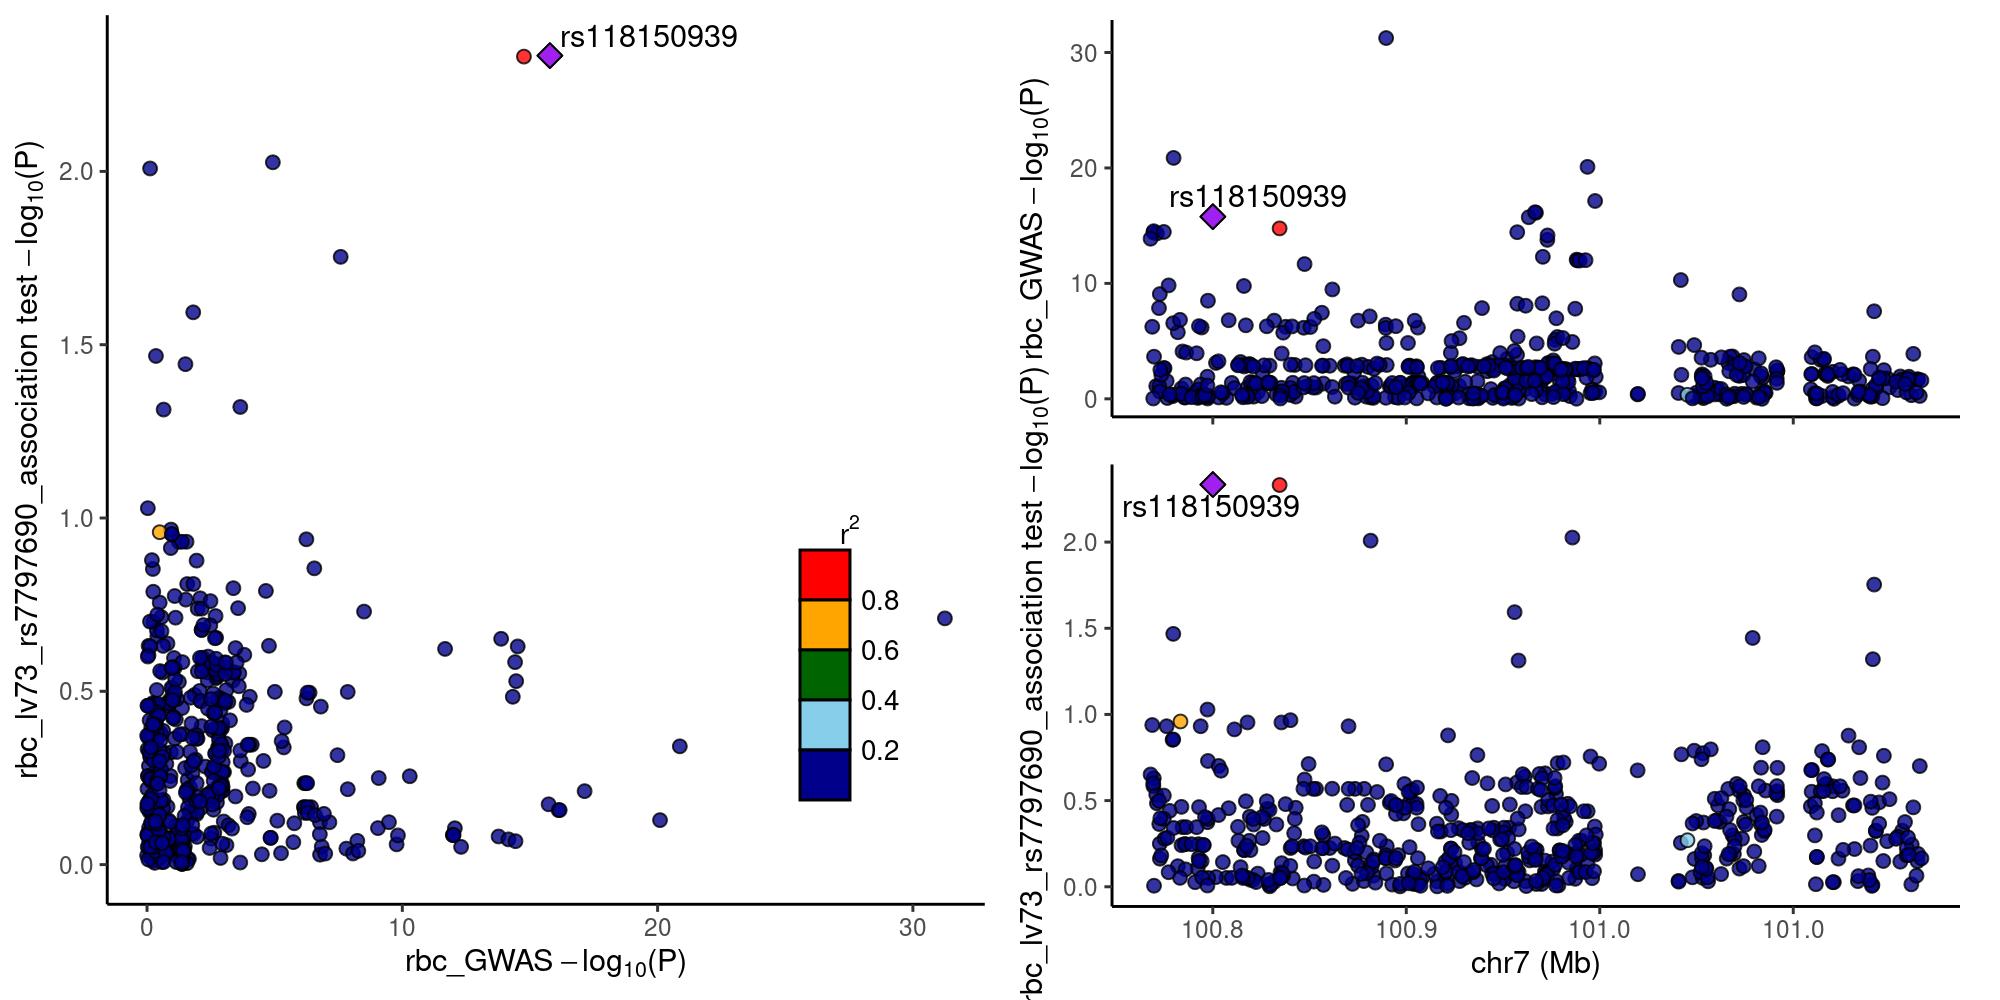 rs118150939
rbc_lv73_rs7797690_association test −log₁₀(P)
2.0
1.5
1.0
0.5
0.0
0
10
20
30
rbc_GWAS −log₁₀(P)
r²
0.8
0.6
0.4
0.2
rbc_GWAS −log₁₀(P)
30
20
10
0
rs118150939
rbc_lv73_rs7797690_association test −log₁₀(P)
rs118150939
2.0
1.5
1.0
0.5
0.0
100.8
100.9
101.0
101.0
chr7 (Mb)